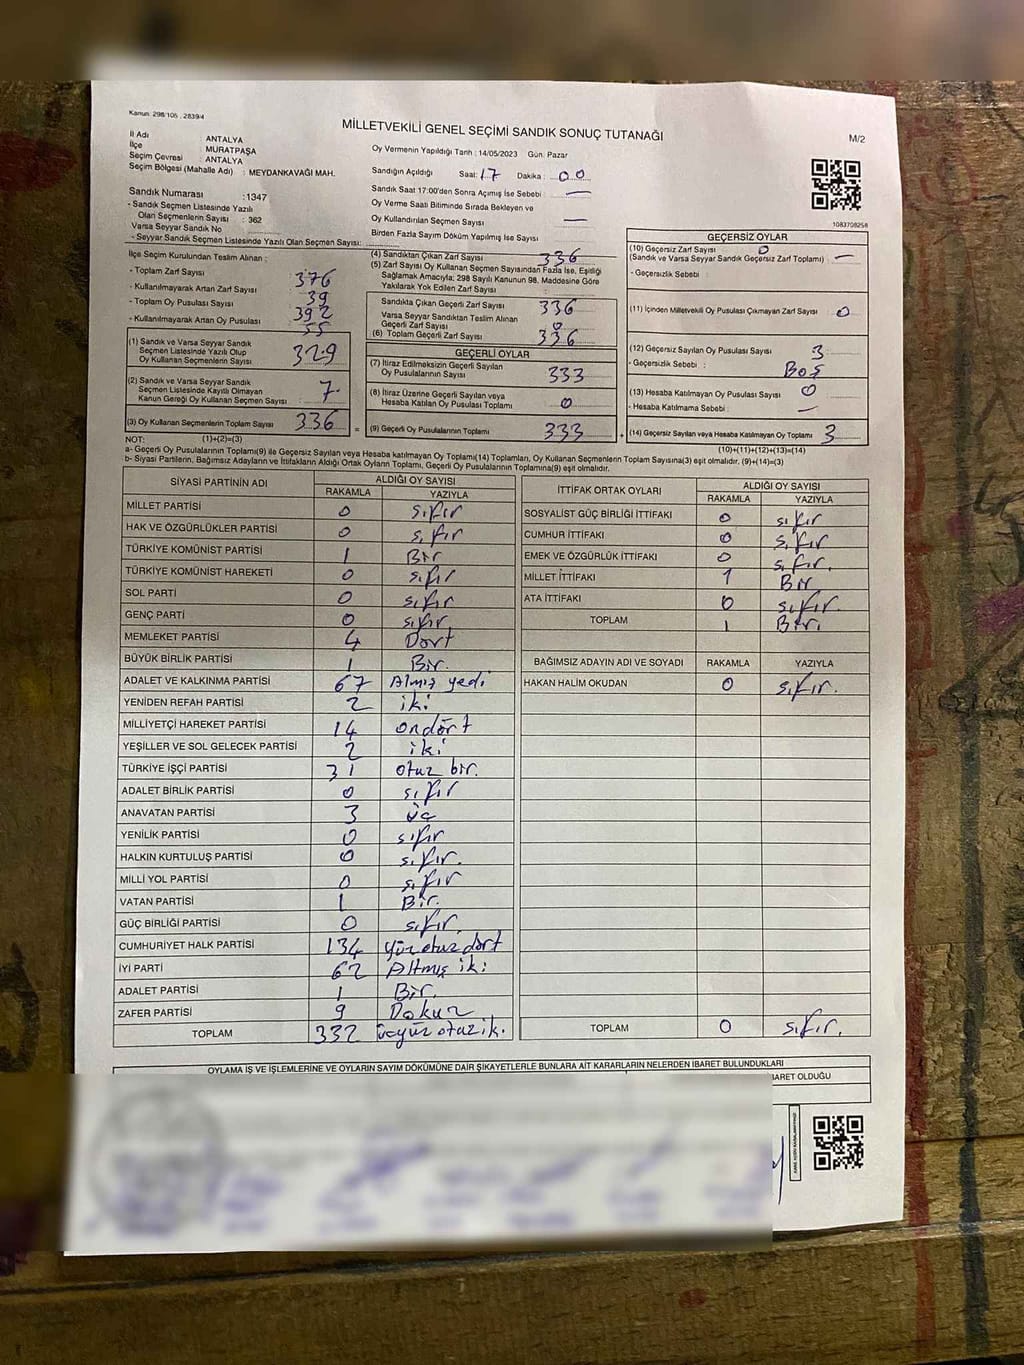 Kanun: 298/105 , 2839/4
MİLLETVEKİLİ GENEL SEÇİMİ SANDIK SONUÇ TUTANAĞI
M/2
İl Adı ANTALYA
İlçe MURATPAŞA
Seçim Çevresi : ANTALYA
Seçim Bölgesi (Mahalle Adı) : MEYDANKAVAĞI MAH.
Oy Vermenin Yapıldığı Tarih : 14/05/2023 Gün: Pazar
Sandığın Açıldığı Saat: 17 Dakika : 00
Sandık Saat 17:00'den Sonra Açmış İse Sebebi : —
Oy Verme Saati Bitiminde Sırada Bekleyen ve
Oy Kullandırılan Seçmen Sayısı —
Birden Fazla Sayım Döküm Yapılmış İse Sayısı
1083708258
Sandık Numarası : 1347
- Sandık Seçmen Listesinde Yazılı
Olan Seçmenlerin Sayısı : 362
Varsa Seyyar Sandık No
- Seyyar Sandık Seçmen Listesinde Yazılı Olan Seçmen Sayısı:
İlçe Seçim Kurulundan Teslim Alınan :
- Toplam Zarf Sayısı 376
- Kullanılmayarak Artan Zarf Sayısı : 39
- Toplam Oy Pusulası Sayısı : 392
- Kullanılmayarak Artan Oy Pusulası : 55
(1) Sandık ve Varsa Seyyar Sandık
Seçmen Listesinde Yazılı Olup
Oy Kullanan Seçmenlerin Sayısı 329
(2) Sandık ve Varsa Seyyar Sandık
Seçmen Listesinde Kayıtlı Olmayan
Kanun Gereği Oy Kullanan Seçmen Sayısı : 7
(3) Oy Kullanan Seçmenlerin Toplam Sayısı 336
(4) Sandıktan Çıkan Zarf Sayısı 336
(5) Zarf Sayısı Oy Kullanan Seçmen Sayısından Fazla İse, Eşitliği
Sağlamak Amacıyla; 298 Sayılı Kanunun 98. Maddesine Göre
Yakılarak Yok Edilen Zarf Sayısı
Sandıkta Çıkan Geçerli Zarf Sayısı 336
Varsa Seyyar Sandıktan Teslim Alınan
Geçerli Zarf Sayısı 0
(6) Toplam Geçerli Zarf Sayısı : 336
GEÇERLİ OYLAR
(7) İtiraz Edilmeksizin Geçerli Sayılan
Oy Pusulalarının Sayısı 333
(8) İtiraz Üzerine Geçerli Sayılan veya
Hesaba Katılan Oy Pusulası Toplamı 0
= (9) Geçerli Oy Pusulalarının Toplamı 333 +
GEÇERSİZ OYLAR
(10) Geçersiz Zarf Sayısı 0
(Sandık ve Varsa Seyyar Sandık Geçersiz Zarf Toplamı) —
- Geçersizlik Sebebi
(11) İçinden Milletvekili Oy Pusulası Çıkmayan Zarf Sayısı 0
(12) Geçersiz Sayılan Oy Pusulası Sayısı 3
- Geçersizlik Sebebi : BOŞ
(13) Hesaba Katılmayan Oy Pusulası Sayısı 0
- Hesaba Katılmama Sebebi —
(14) Geçersiz Sayılan veya Hesaba Katılmayan Oy Toplamı 3
NOT: (1)+(2)=(3) (10)+(11)+(12)+(13)=(14)
a- Geçerli Oy Pusulalarının Toplamı(9) ile Geçersiz Sayılan veya Hesaba Katılmayan Oy Toplamı(14) Toplamları, Oy Kullanan Seçmenlerin Toplam Sayısına(3) eşit olmalıdır. (9)+(14)=(3)
b- Siyasi Partilerin, Bağımsız Adayların ve İttifakların Aldığı Ortak Oyların Toplamı, Geçerli Oy Pusulalarının Toplamına(9) eşit olmalıdır.
SİYASİ PARTİNİN ADI ALDIĞI OY SAYISI
RAKAMLA YAZIYLA
MİLLET PARTİSİ 0 sıfır
HAK VE ÖZGÜRLÜKLER PARTİSİ 0 sıfır
TÜRKİYE KOMÜNİST PARTİSİ 1 Bir
TÜRKİYE KOMÜNİST HAREKETİ 0 sıfır
SOL PARTİ 0 sıfır
GENÇ PARTİ 0 sıfır
MEMLEKET PARTİSİ 4 Dört
BÜYÜK BİRLİK PARTİSİ 1 Bir.
ADALET VE KALKINMA PARTİSİ 67 Almış yedi
YENİDEN REFAH PARTİSİ 2 iki
MİLLİYETÇİ HAREKET PARTİSİ 14 ondört
YEŞİLLER VE SOL GELECEK PARTİSİ 2 iki
TÜRKİYE İŞÇİ PARTİSİ 31 otuz bir.
ADALET BİRLİK PARTİSİ 0 sıfır
ANAVATAN PARTİSİ 3 üç
YENİLİK PARTİSİ 0 sıfır
HALKIN KURTULUŞ PARTİSİ 0 sıfır.
MİLLİ YOL PARTİSİ 0 sıfır
VATAN PARTİSİ 1 Bir.
GÜÇ BİRLİĞİ PARTİSİ 0 sıfır.
CUMHURİYET HALK PARTİSİ 134 Yüzotuzdört
İYİ PARTİ 62 Altmış iki
ADALET PARTİSİ 1 Bir.
ZAFER PARTİSİ 9 Dokuz
TOPLAM 332 üçyüz otuziki.
İTTİFAK ORTAK OYLARI ALDIĞI OY SAYISI
RAKAMLA YAZIYLA
SOSYALİST GÜÇ BİRLİĞİ İTTİFAKI 0 sıfır
CUMHUR İTTİFAKI 0 sıfır
EMEK VE ÖZGÜRLÜK İTTİFAKI 0 sıfır.
MİLLET İTTİFAKI 1 Bir
ATA İTTİFAKI 0 sıfır.
TOPLAM 1 Bir.
BAĞIMSIZ ADAYIN ADI VE SOYADI RAKAMLA YAZIYLA
HAKAN HALİM OKUDAN 0 sıfır.
TOPLAM 0 sıfır.
OYLAMA İŞ VE İŞLEMLERİNE VE OYLARIN SAYIM DÖKÜMÜNE DAİR ŞİKAYETLERLE BUNLARA AİT KARARLARIN NELERDEN İBARET BULUNDUKLARI
BARET OLDUĞU